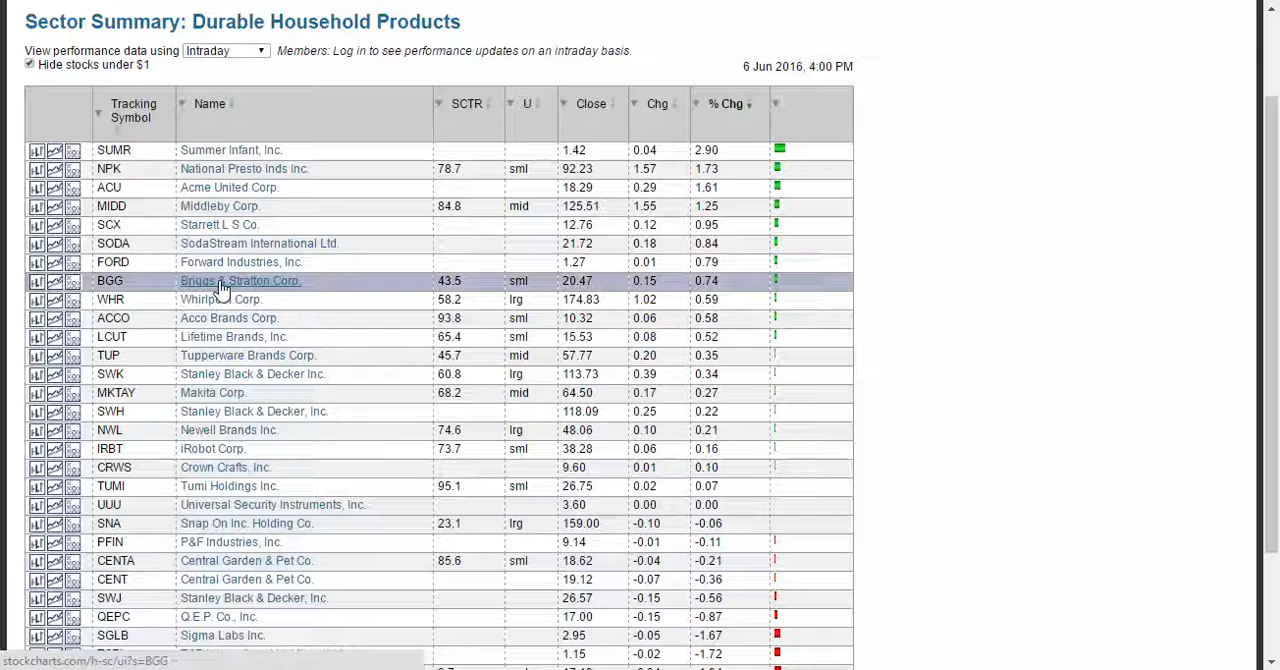 Sector Summary: Durable Household Products
View performance data using Intraday Members: Log in to see performance updates on an intraday basis.
Hide stocks under $1
6 Jun 2016, 4:00 PM
Tracking Symbol Name SCTR U Close Chg % Chg
SUMR Summer Infant, Inc. 1.42 0.04 2.90
NPK National Presto Inds Inc. 78.7 sml 92.23 1.57 1.73
ACU Acme United Corp. 18.29 0.29 1.61
MIDD Middleby Corp. 84.8 mid 125.51 1.55 1.25
SCX Starrett L S Co. 12.76 0.12 0.95
SODA SodaStream International Ltd. 21.72 0.18 0.84
FORD Forward Industries, Inc. 1.27 0.01 0.79
BGG Briggs & Stratton Corp. 43.5 sml 20.47 0.15 0.74
WHR Whirlpool Corp. 58.2 lrg 174.83 1.02 0.59
ACCO Acco Brands Corp. 93.8 sml 10.32 0.06 0.58
LCUT Lifetime Brands, Inc. 65.4 sml 15.53 0.08 0.52
TUP Tupperware Brands Corp. 45.7 mid 57.77 0.20 0.35
SWK Stanley Black & Decker Inc. 60.8 lrg 113.73 0.39 0.34
MKTAY Makita Corp. 68.2 mid 64.50 0.17 0.27
SWH Stanley Black & Decker, Inc. 118.09 0.25 0.22
NWL Newell Brands Inc. 74.6 lrg 48.06 0.10 0.21
IRBT iRobot Corp. 73.7 sml 38.28 0.06 0.16
CRWS Crown Crafts, Inc. 9.60 0.01 0.10
TUMI Tumi Holdings Inc. 95.1 sml 26.75 0.02 0.07
UUU Universal Security Instruments, Inc. 3.60 0.00 0.00
SNA Snap On Inc. Holding Co. 23.1 lrg 159.00 -0.10 -0.06
PFIN P&F Industries, Inc. 9.14 -0.01 -0.11
CENTA Central Garden & Pet Co. 85.6 sml 18.62 -0.04 -0.21
CENT Central Garden & Pet Co. 19.12 -0.07 -0.36
SWJ Stanley Black & Decker, Inc. 26.57 -0.15 -0.56
QEPC Q.E.P. Co., Inc. 17.00 -0.15 -0.87
SGLB Sigma Labs Inc. 2.95 -0.05 -1.67
1.15 -0.02 -1.72
stockcharts.com/h-sc/ui?s=BGG